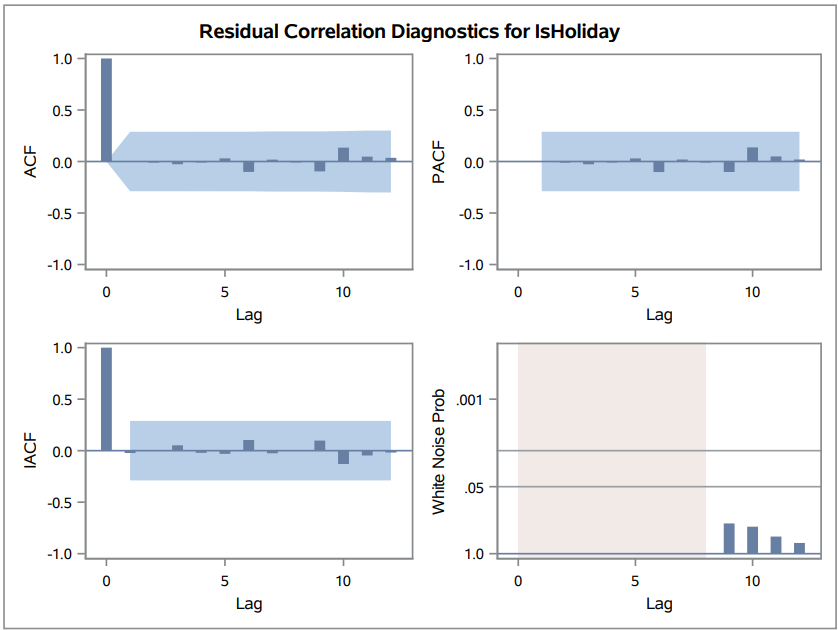 Residual Correlation Diagnostics for IsHoliday
1.0
0.5
0.0
-0.5
-1.0
ACF
0 5 10
Lag
1.0
0.5
0.0
-0.5
-1.0
PACF
0 5 10
Lag
1.0
0.5
0.0
-0.5
-1.0
IACF
0 5 10
Lag
.001
.05
1.0
White Noise Prob
0 5 10
Lag